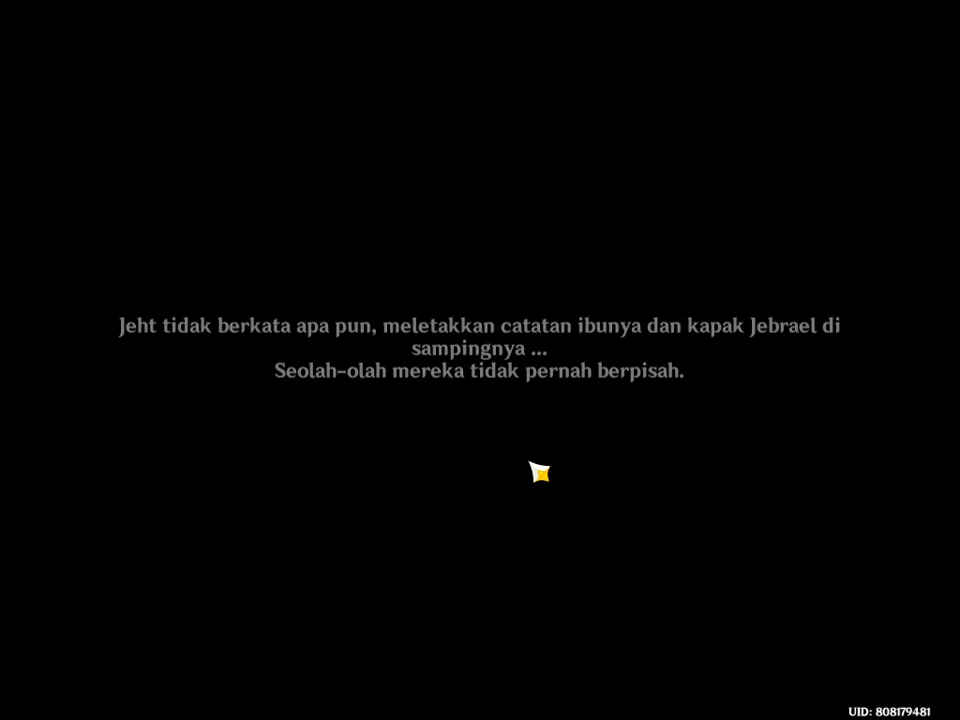 Jeht tidak berkata apa pun, meletakkan catatan ibunya dan kapak Jebrael di
sampingnya ...
Seolah-olah mereka tidak pernah berpisah.
UID: 808179481